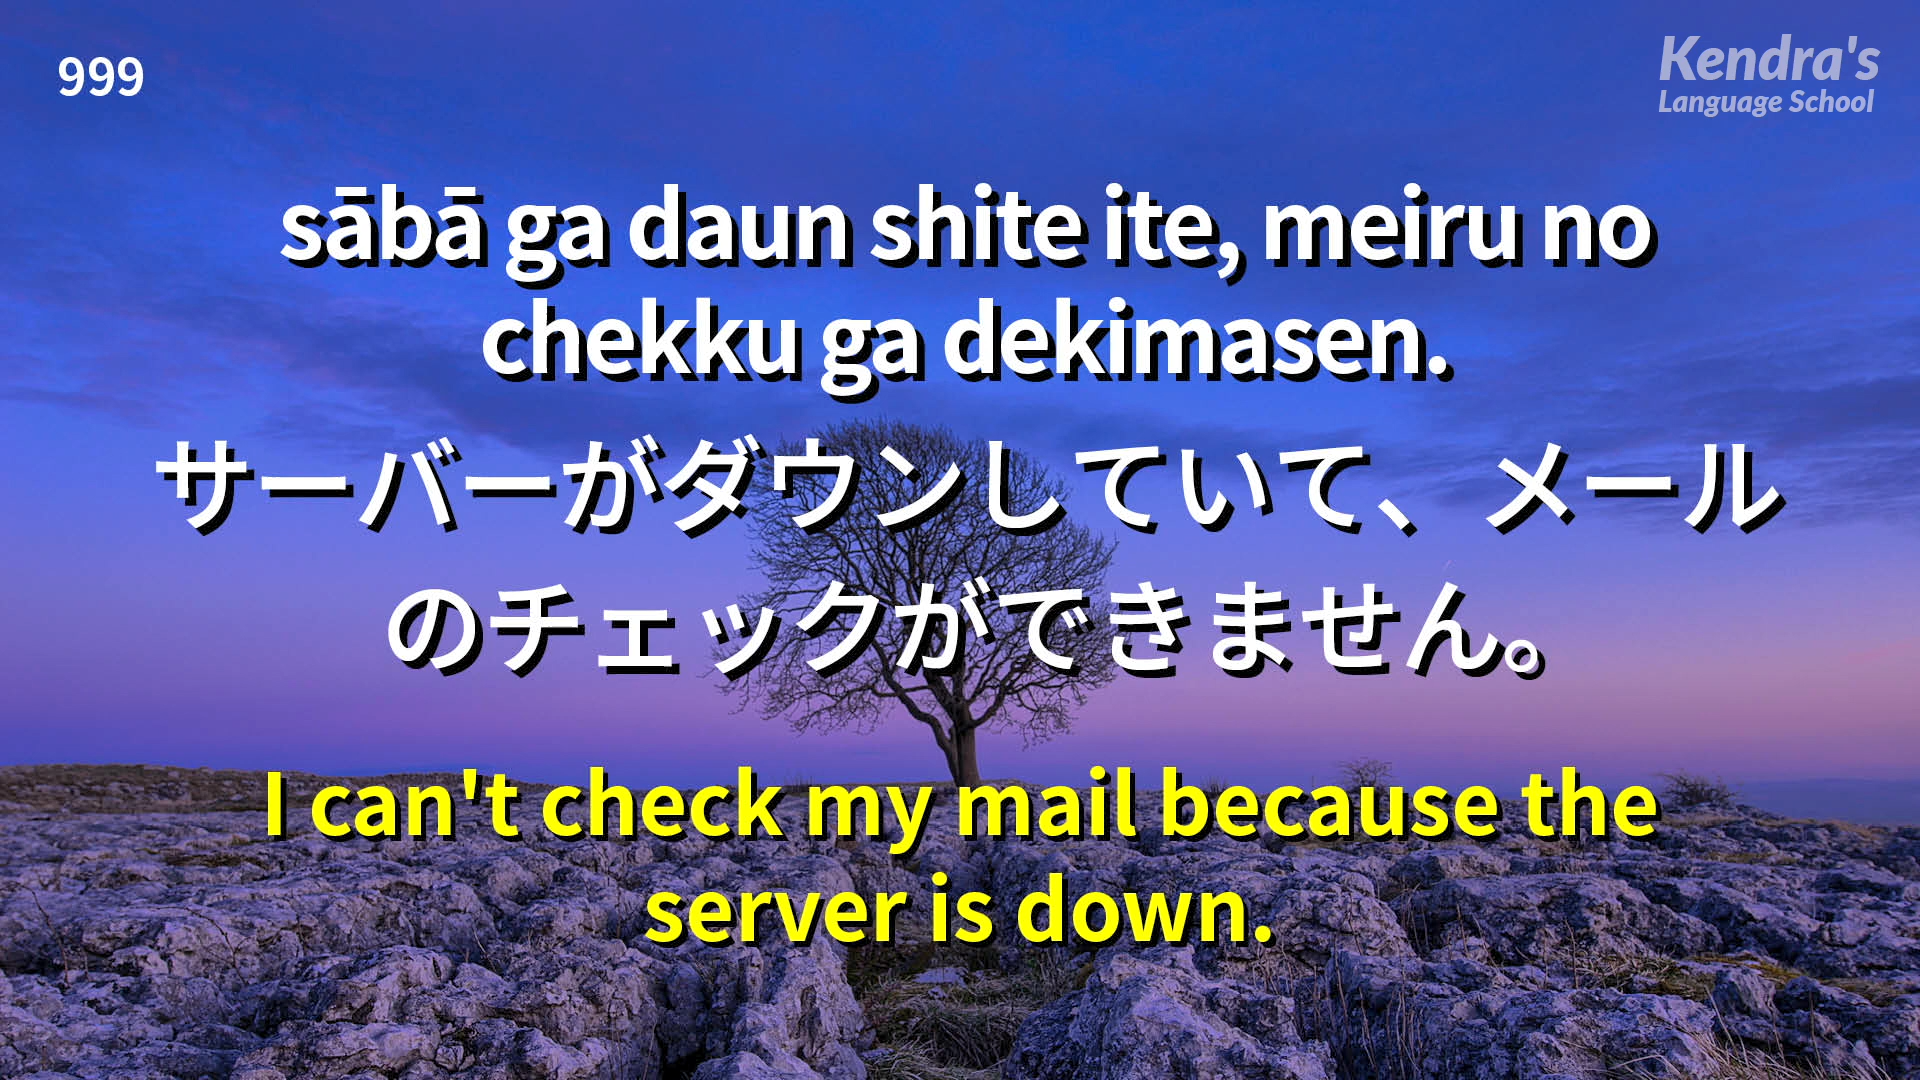 999
Kendra's
Language School
sābā ga daun shite ite, meiru no
chekku ga dekimasen.
サーバーがダウンしていて、メール
のチェックができません。
I can't check my mail because the
server is down.